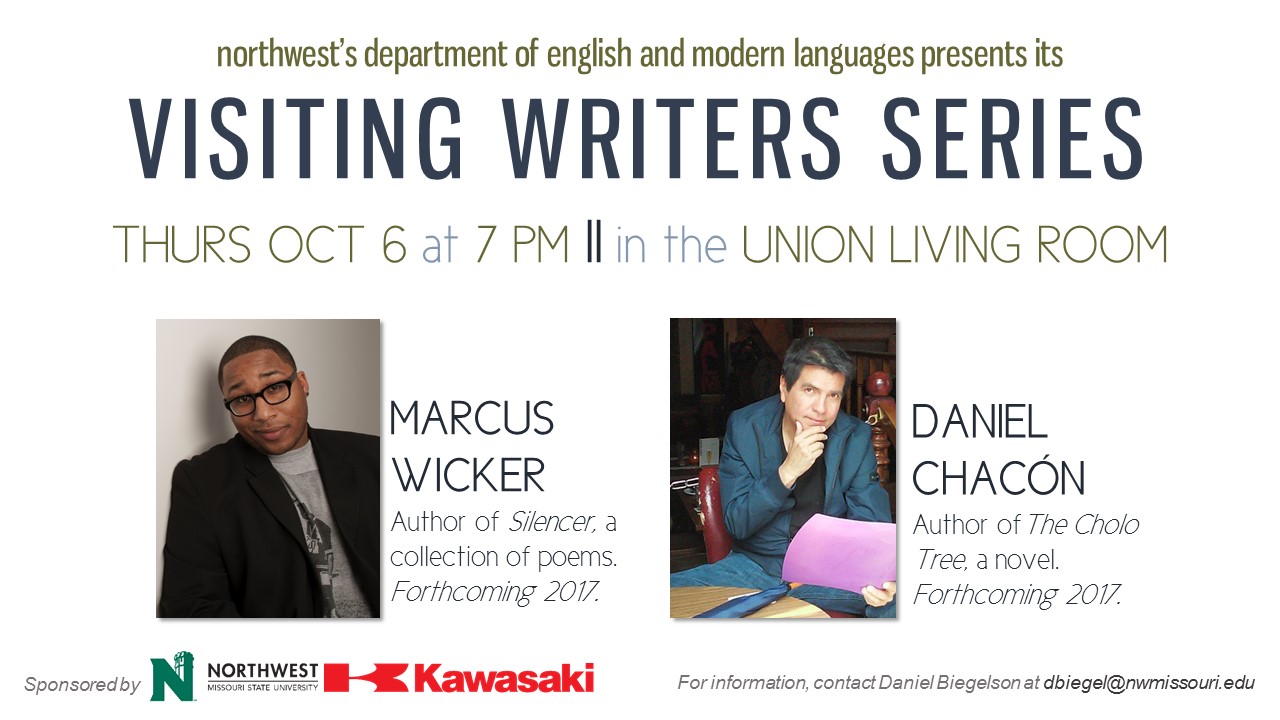 northwest's department of english and modern languages presents its
VISITING WRITERS SERIES
THURS OCT 6 at 7 PM || in the UNION LIVING ROOM
MARCUS
WICKER
Author of Silencer, a
collection of poems.
Forthcoming 2017.
DANIEL
CHACÓN
Author of The Cholo
Tree, a novel.
Forthcoming 2017.
Sponsored by
N
NORTHWEST
MISSOURI STATE UNIVERSITY
Kawasaki
For information, contact Daniel Biegelson at dbiegel@nwmissouri.edu